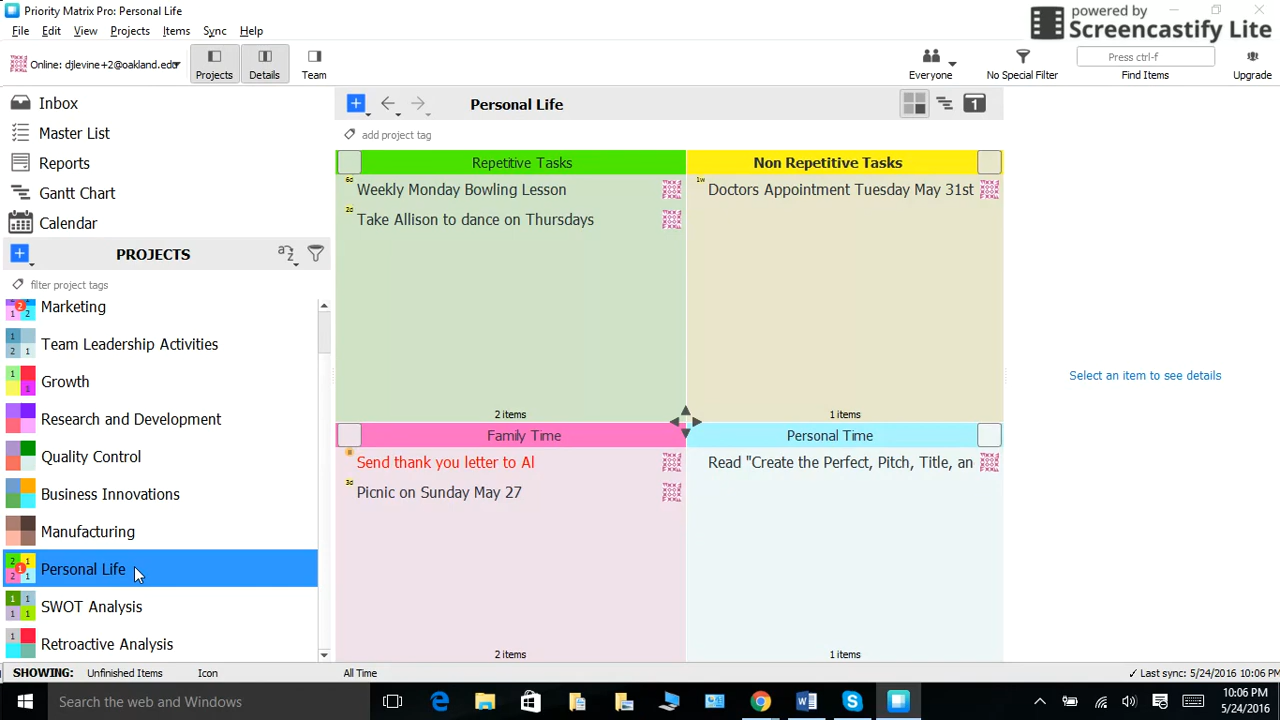 Priority Matrix Pro: Personal Life
powered by
Screencastify Lite
File Edit View Projects Items Sync Help
Online: djlevine+2@oakland.edu
Projects Details Team
Everyone No Special Filter Find Items Upgrade
Press ctrl-f
Inbox
Master List
Reports
Gantt Chart
Calendar
PROJECTS
filter project tags
Marketing
Team Leadership Activities
Growth
Research and Development
Quality Control
Business Innovations
Manufacturing
Personal Life
SWOT Analysis
Retroactive Analysis
Personal Life
1
add project tag
Repetitive Tasks
6d
Weekly Monday Bowling Lesson
2d
Take Allison to dance on Thursdays
2 items
Non Repetitive Tasks
1w
Doctors Appointment Tuesday May 31st
1 items
Family Time
Send thank you letter to Al
3d
Picnic on Sunday May 27
2 items
Personal Time
Read "Create the Perfect, Pitch, Title, an
1 items
Select an item to see details
SHOWING: Unfinished Items Icon All Time
Last sync: 5/24/2016 10:06 PM
Search the web and Windows
10:06 PM
5/24/2016